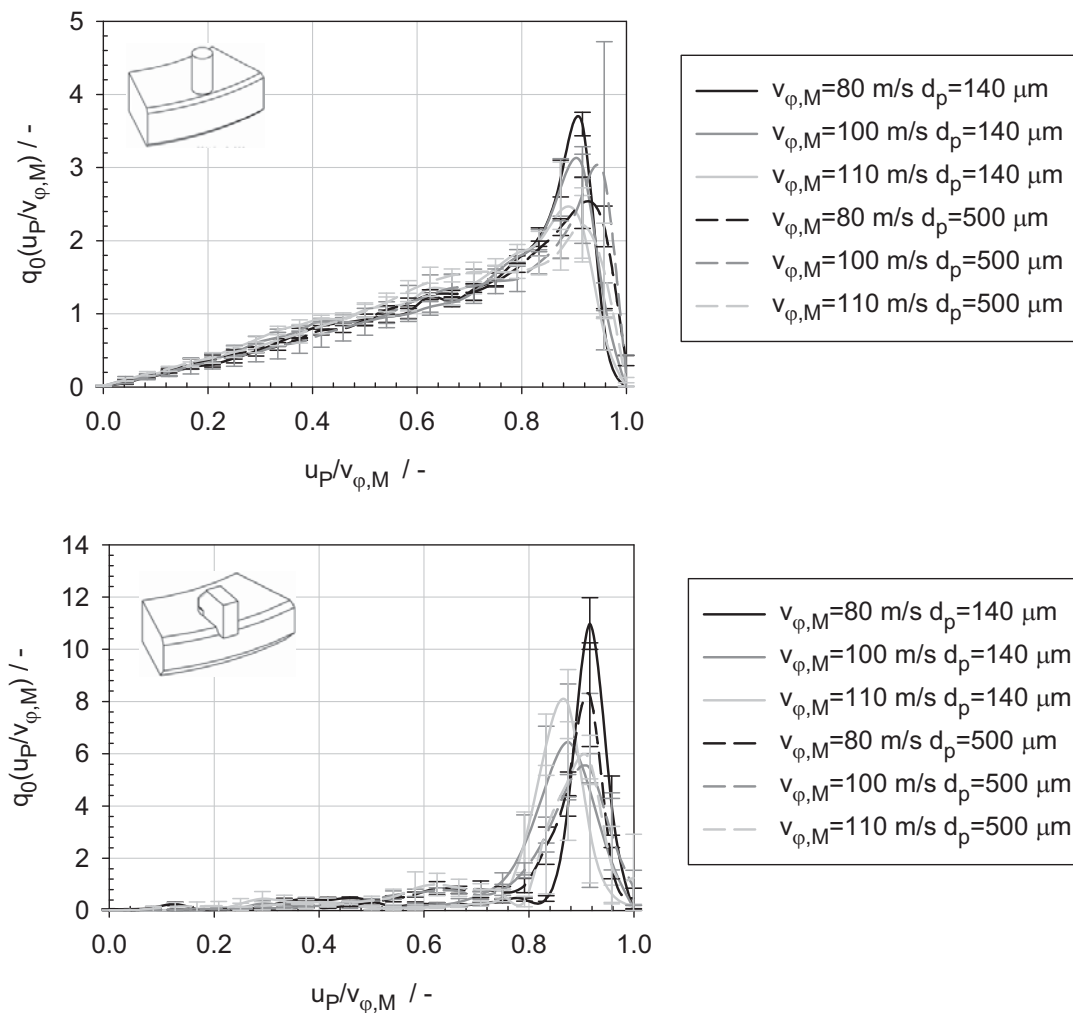 5
4
3
2
1
0
q0(uP/vφ,M) / -
0.0 0.2 0.4 0.6 0.8 1.0
uP/vφ,M / -
vφ,M=80 m/s dp=140 μm
vφ,M=100 m/s dp=140 μm
vφ,M=110 m/s dp=140 μm
vφ,M=80 m/s dp=500 μm
vφ,M=100 m/s dp=500 μm
vφ,M=110 m/s dp=500 μm
14
12
10
8
6
4
2
0
q0(uP/vφ,M) / -
0.0 0.2 0.4 0.6 0.8 1.0
uP/vφ,M / -
vφ,M=80 m/s dp=140 μm
vφ,M=100 m/s dp=140 μm
vφ,M=110 m/s dp=140 μm
vφ,M=80 m/s dp=500 μm
vφ,M=100 m/s dp=500 μm
vφ,M=110 m/s dp=500 μm